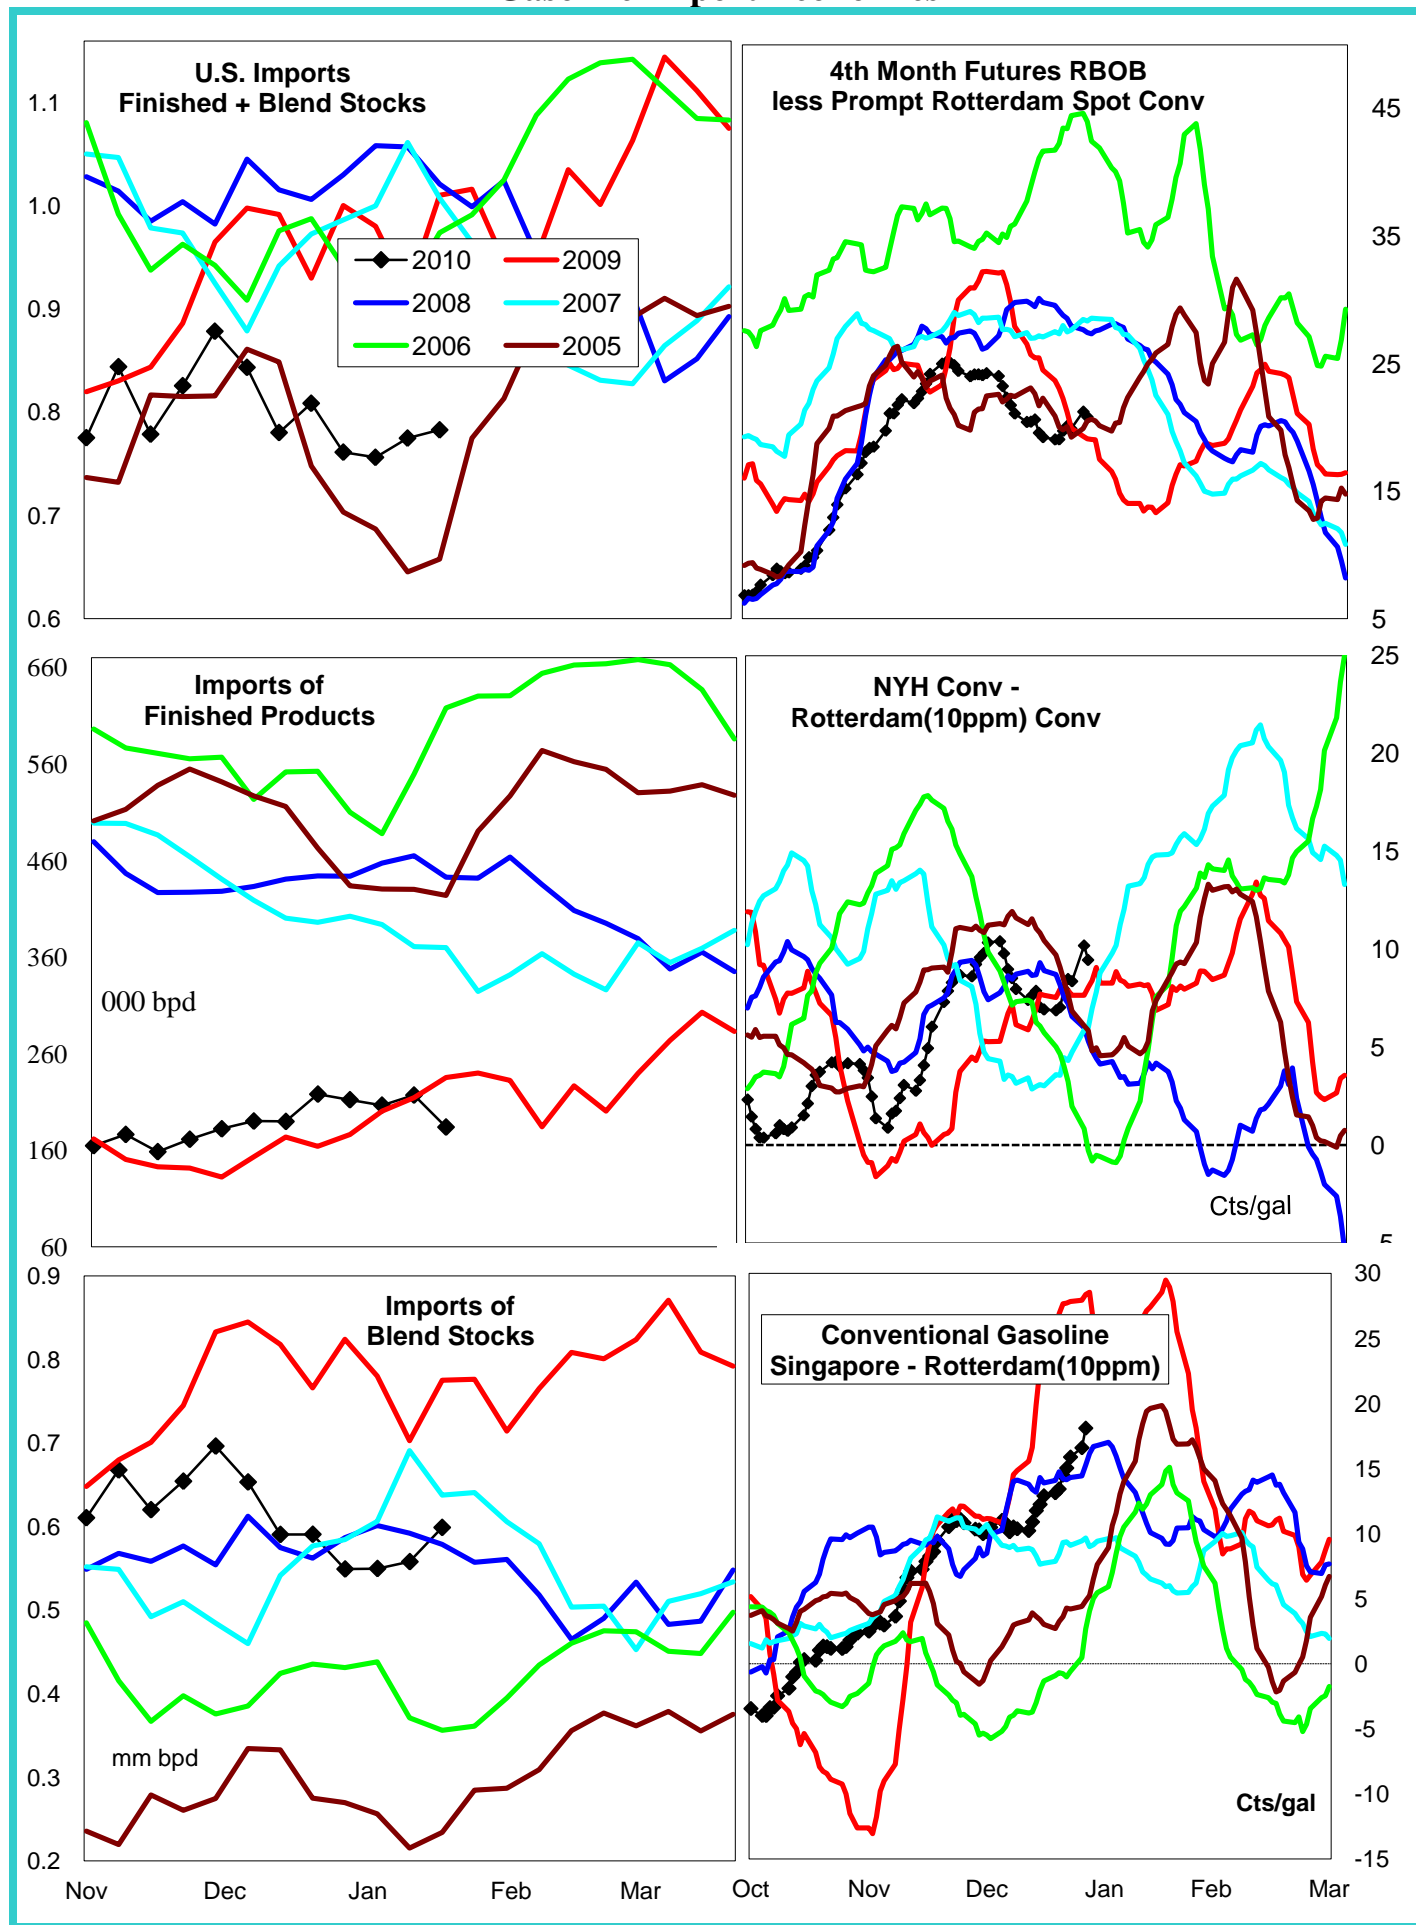 U.S. Imports
Finished + Blend Stocks
1.1
1.0
0.9
0.8
0.7
0.6
2010
2009
2008
2007
2006
2005
4th Month Futures RBOB
less Prompt Rotterdam Spot Conv
45
35
25
15
5
Imports of
Finished Products
660
560
460
360
260
160
60
000 bpd
NYH Conv -
Rotterdam(10ppm) Conv
25
20
15
10
5
0
Cts/gal
Imports of
Blend Stocks
0.9
0.8
0.7
0.6
0.5
0.4
0.3
0.2
mm bpd
Nov
Dec
Jan
Feb
Mar
Conventional Gasoline
Singapore - Rotterdam(10ppm)
30
25
20
15
10
5
0
-5
-10
-15
Cts/gal
Oct
Nov
Dec
Jan
Feb
Mar